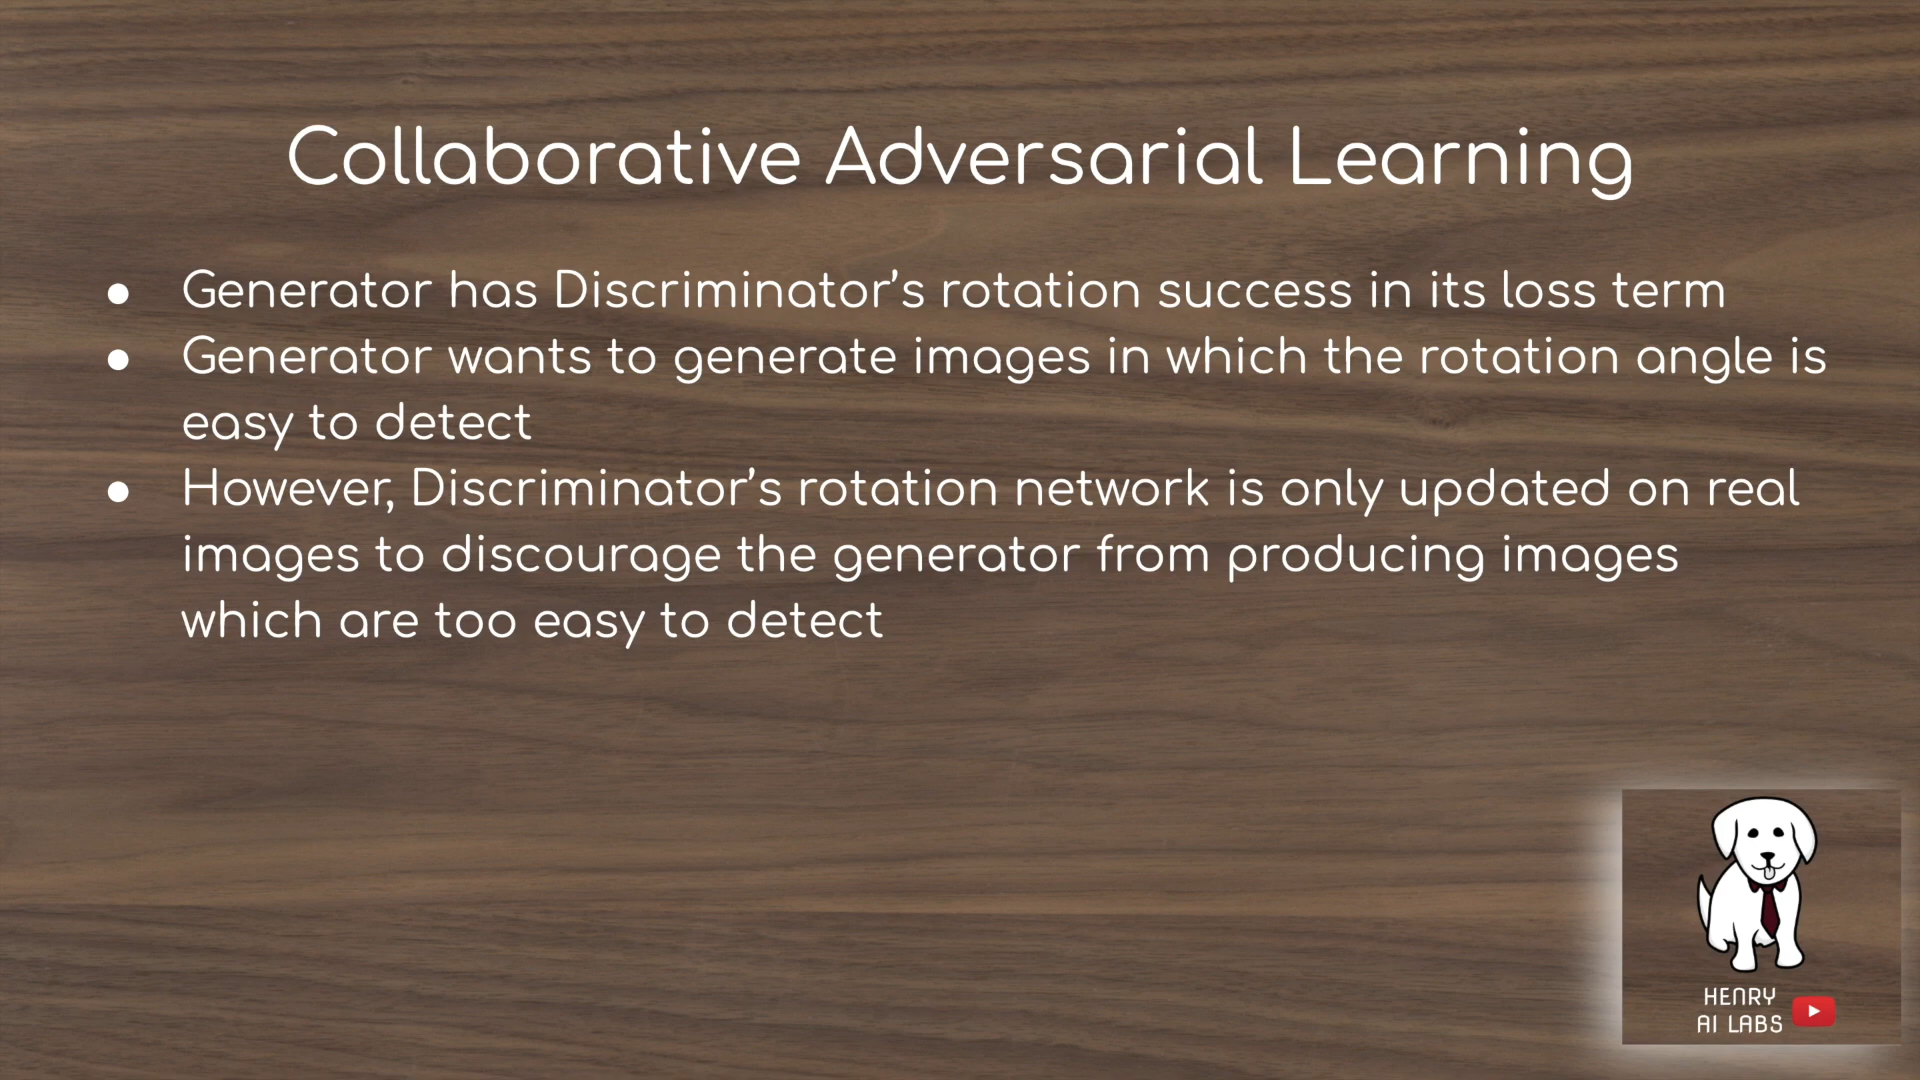 Collaborative Adversarial Learning
● Generator has Discriminator’s rotation success in its loss term
● Generator wants to generate images in which the rotation angle is
easy to detect
● However, Discriminator’s rotation network is only updated on real
images to discourage the generator from producing images
which are too easy to detect
HENRY
AI LABS